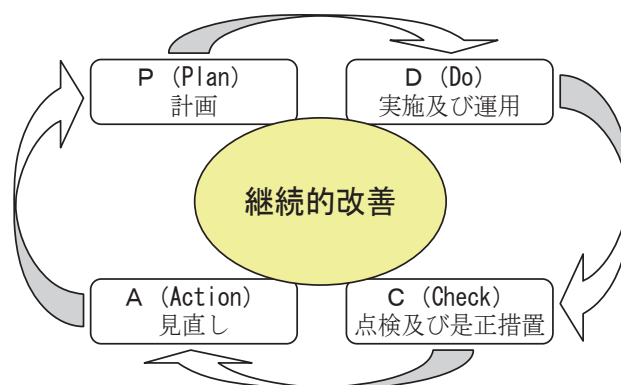 P (Plan)
計画
D (Do)
実施及び運用
継続的改善
A (Action)
見直し
C (Check)
点検及び是正措置